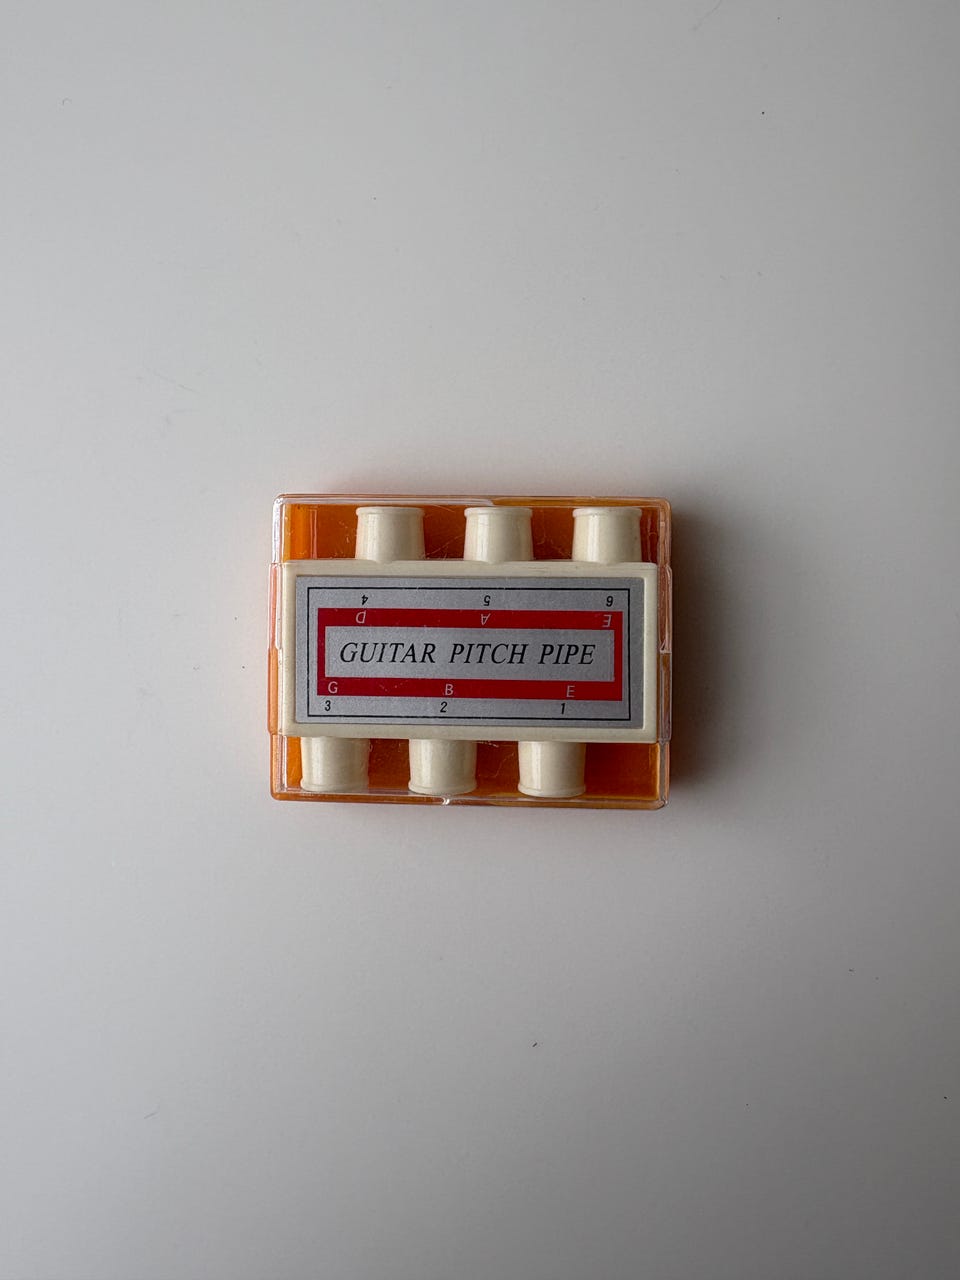 4 5 6
D A E
GUITAR PITCH PIPE
G B E
3 2 1